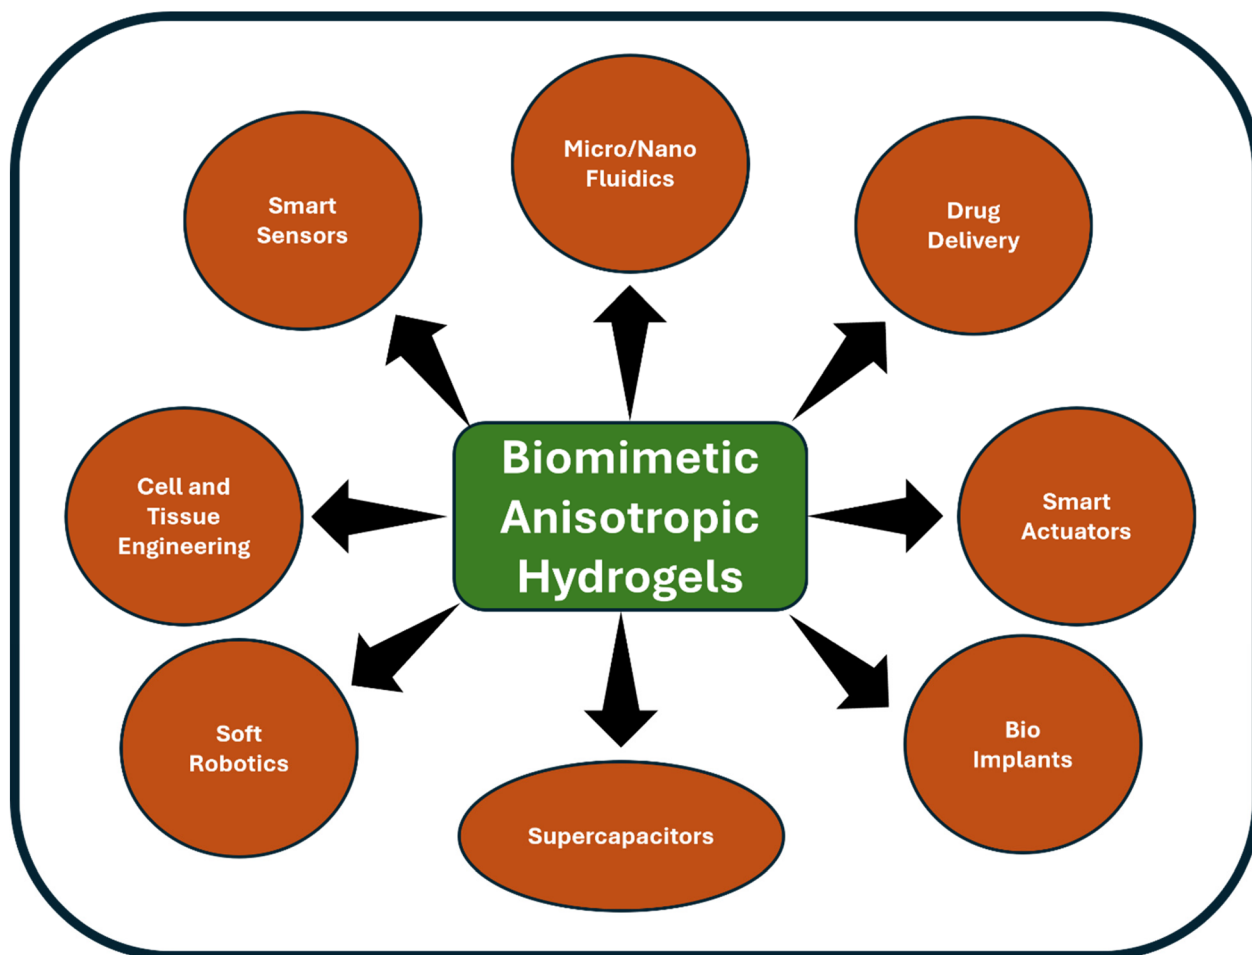 Micro/Nano
Fluidics
Smart
Sensors
Drug
Delivery
Biomimetic
Anisotropic
Hydrogels
Cell and
Tissue
Engineering
Smart
Actuators
Soft
Robotics
Bio
Implants
Supercapacitors